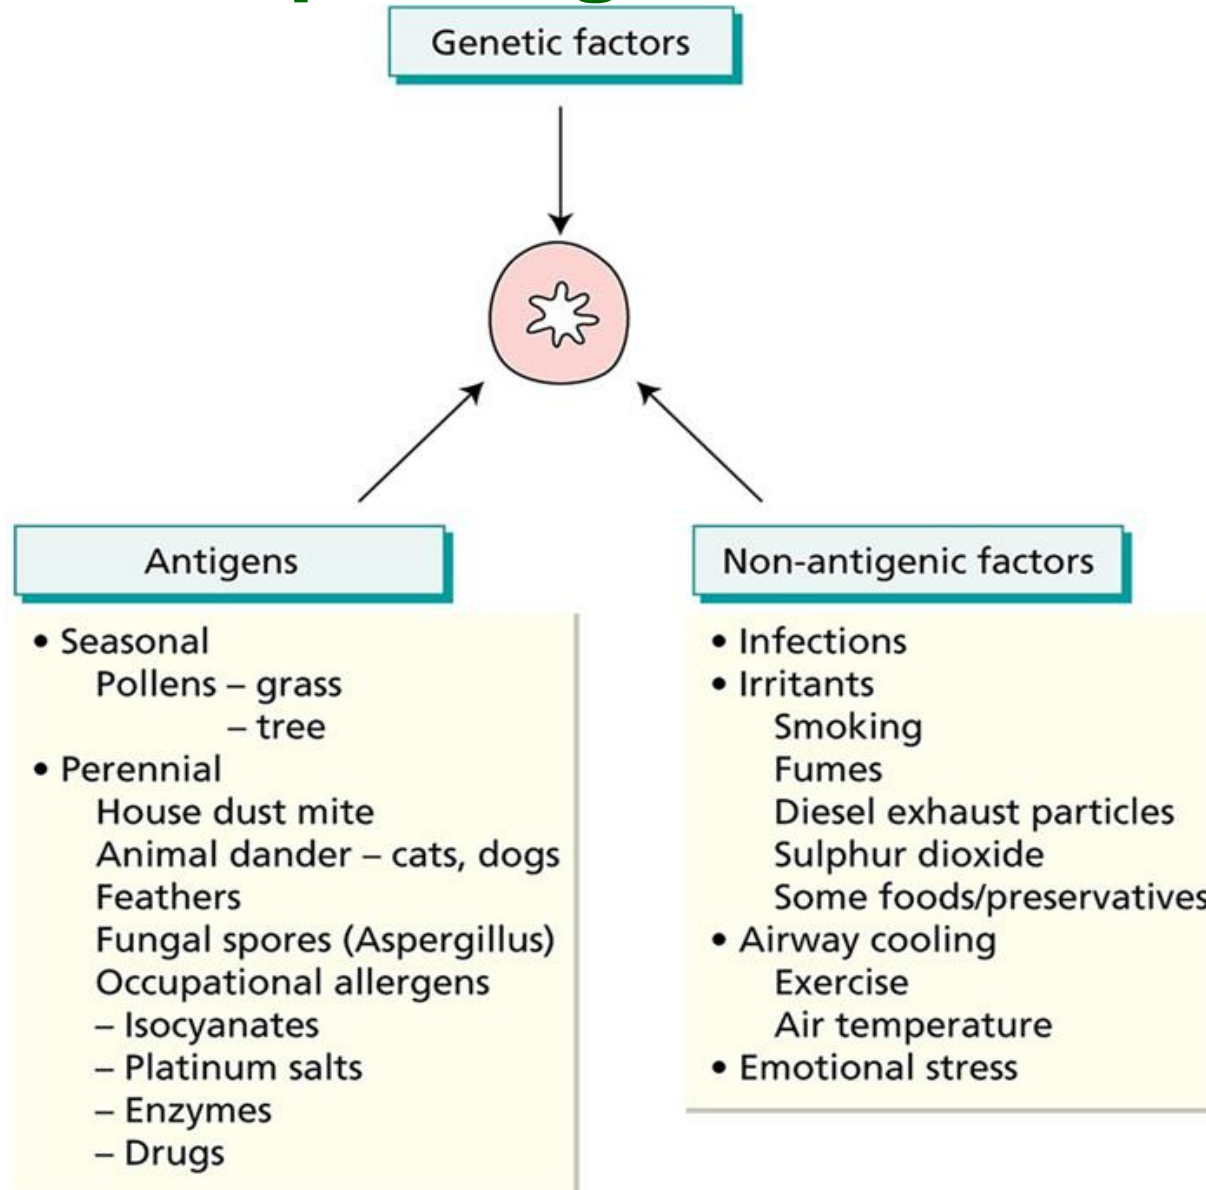 Genetic factors
Antigens
• Seasonal
Pollens – grass
– tree
• Perennial
House dust mite
Animal dander – cats, dogs
Feathers
Fungal spores (Aspergillus)
Occupational allergens
– Isocyanates
– Platinum salts
– Enzymes
– Drugs
Non-antigenic factors
• Infections
• Irritants
Smoking
Fumes
Diesel exhaust particles
Sulphur dioxide
Some foods/preservatives
• Airway cooling
Exercise
Air temperature
• Emotional stress